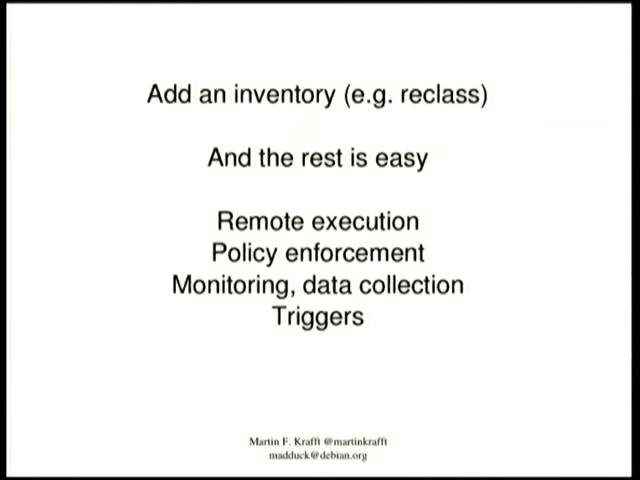 Add an inventory (e.g. reclass)
And the rest is easy
Remote execution
Policy enforcement
Monitoring, data collection
Triggers
Martin F. Krafft @martinkrafft
madduck@debian.org